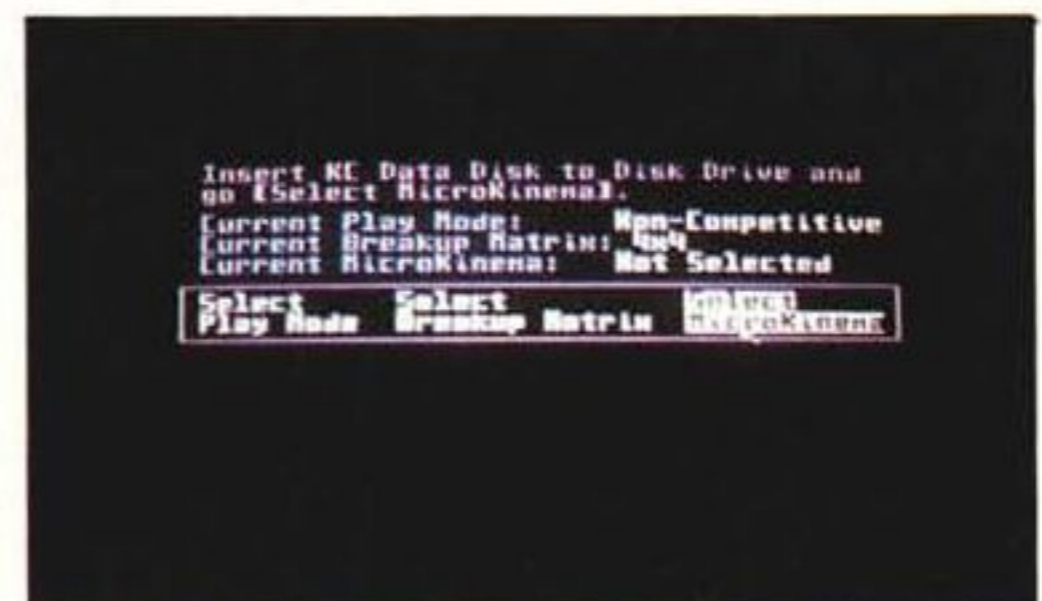 Insert KC Data Disk to Disk Drive and
go [Select MicroKinema].
Current Play Mode: Non-Competitive
Current Breakup Matrix: 4x4
Current MicroKinema: Not Selected
Select Select Select
Play Mode Breakup Matrix MicroKinema